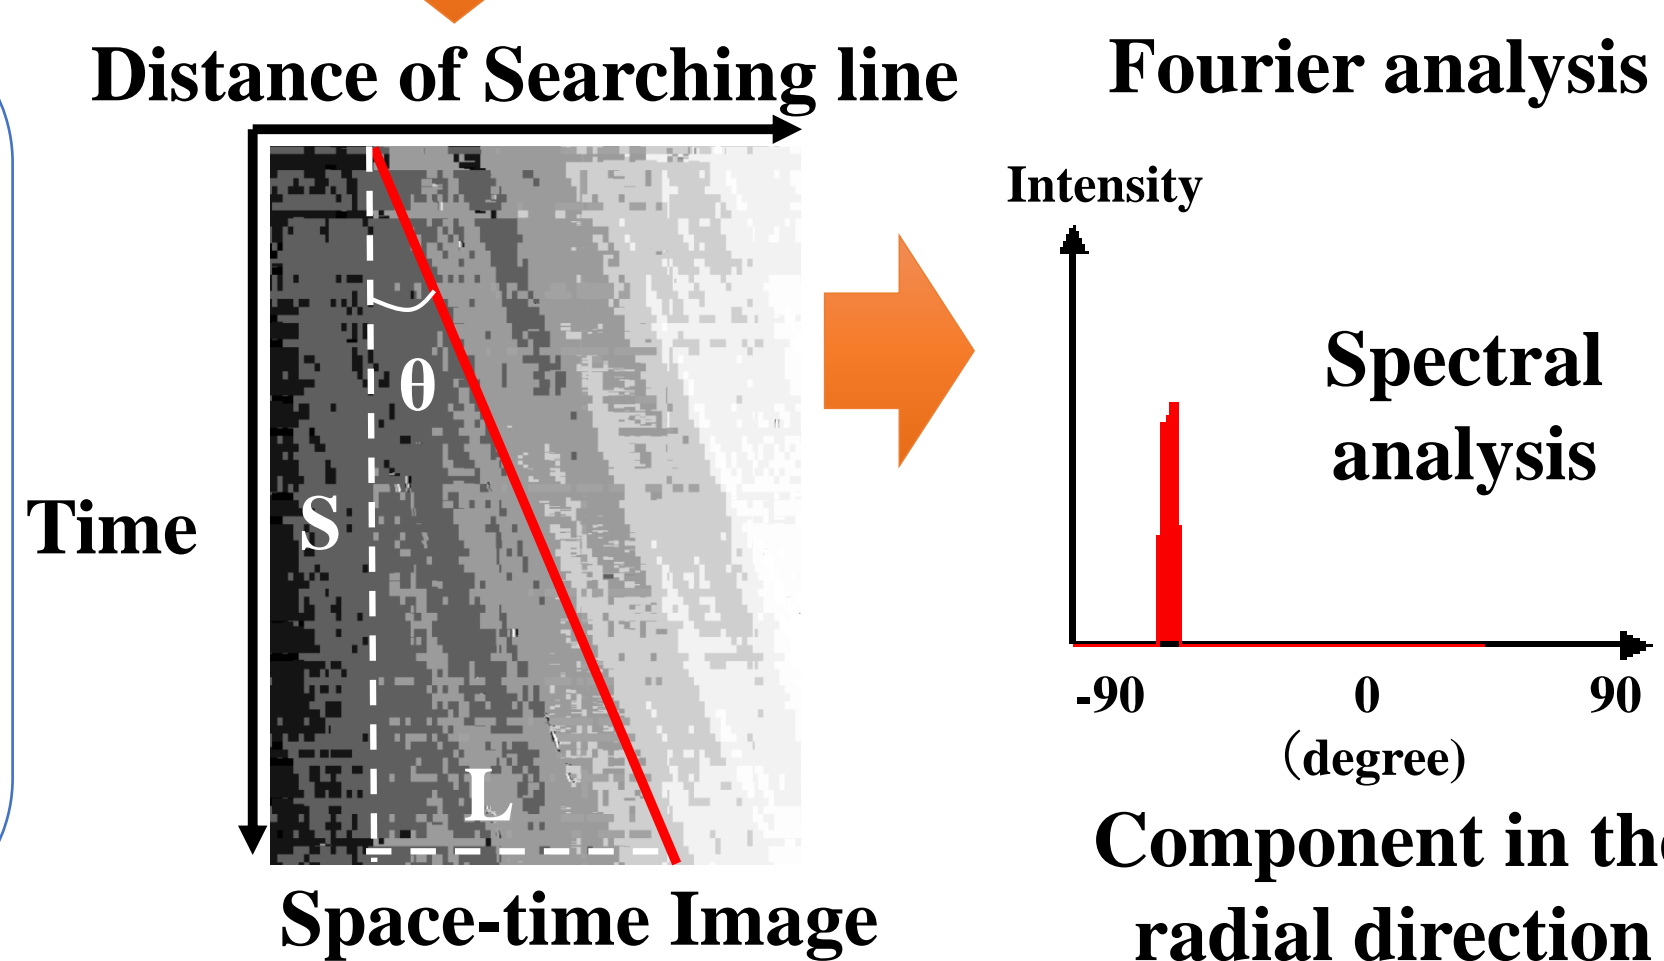 Distance of Searching line
Time
S
θ
L
Space-time Image
Fourier analysis
Intensity
Spectral
analysis
-90 0 90
(degree)
Component in the
radial direction